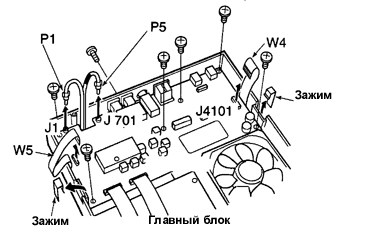 P1
P5
W4
J1
J 701
J4101
Зажим
W5
Зажим
Главный блок